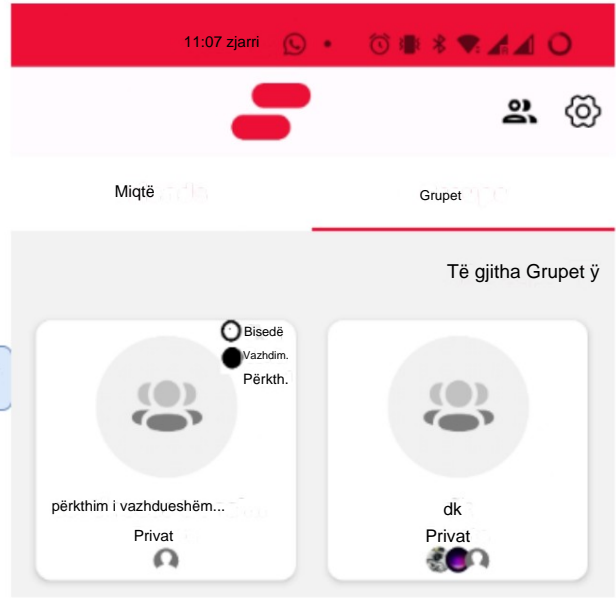 11:07 zjarri
Miqtë
Grupet
Të gjitha Grupet ÿ
Bisedë
Vazhdim.
Përkth.
përkthim i vazhdueshëm...
Privat
dk
Privat